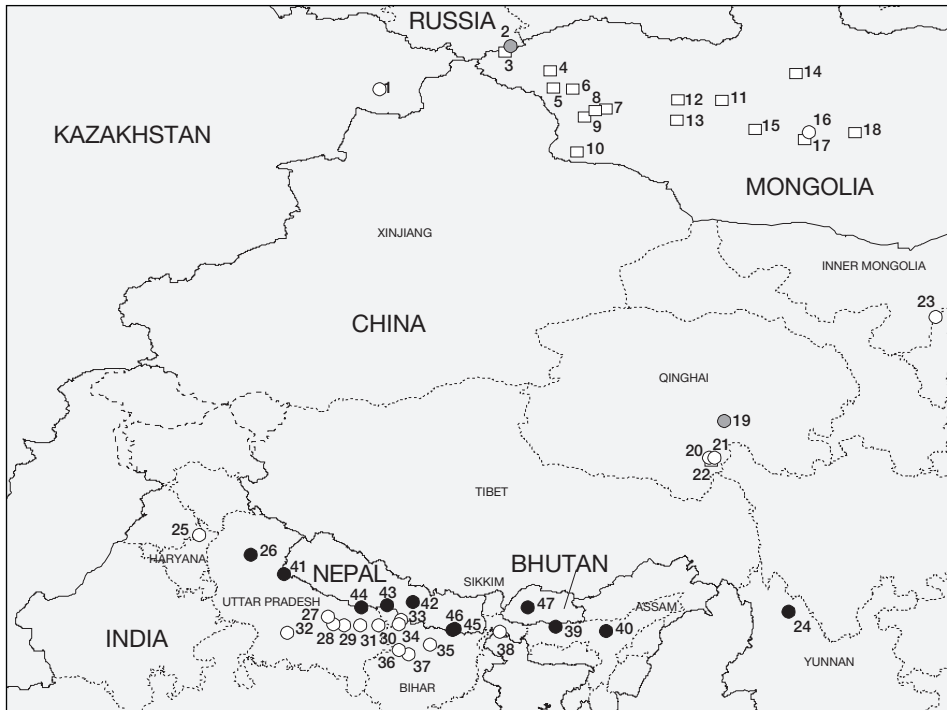 RUSSIA
2
3
1
4
5
6
8
7
9
10
12
13
11
14
15
16
17
18
KAZAKHSTAN
MONGOLIA
XINJIANG
INNER MONGOLIA
23
CHINA
QINGHAI
19
20
21
22
TIBET
25
HARYANA
26
41
NEPAL
SIKKIM
BHUTAN
UTTAR PRADESH
44
43
42
46
45
47
39
ASSAM
40
24
YUNNAN
INDIA
27
32
28
29
31
30
33
34
35
36
37
38
BIHAR